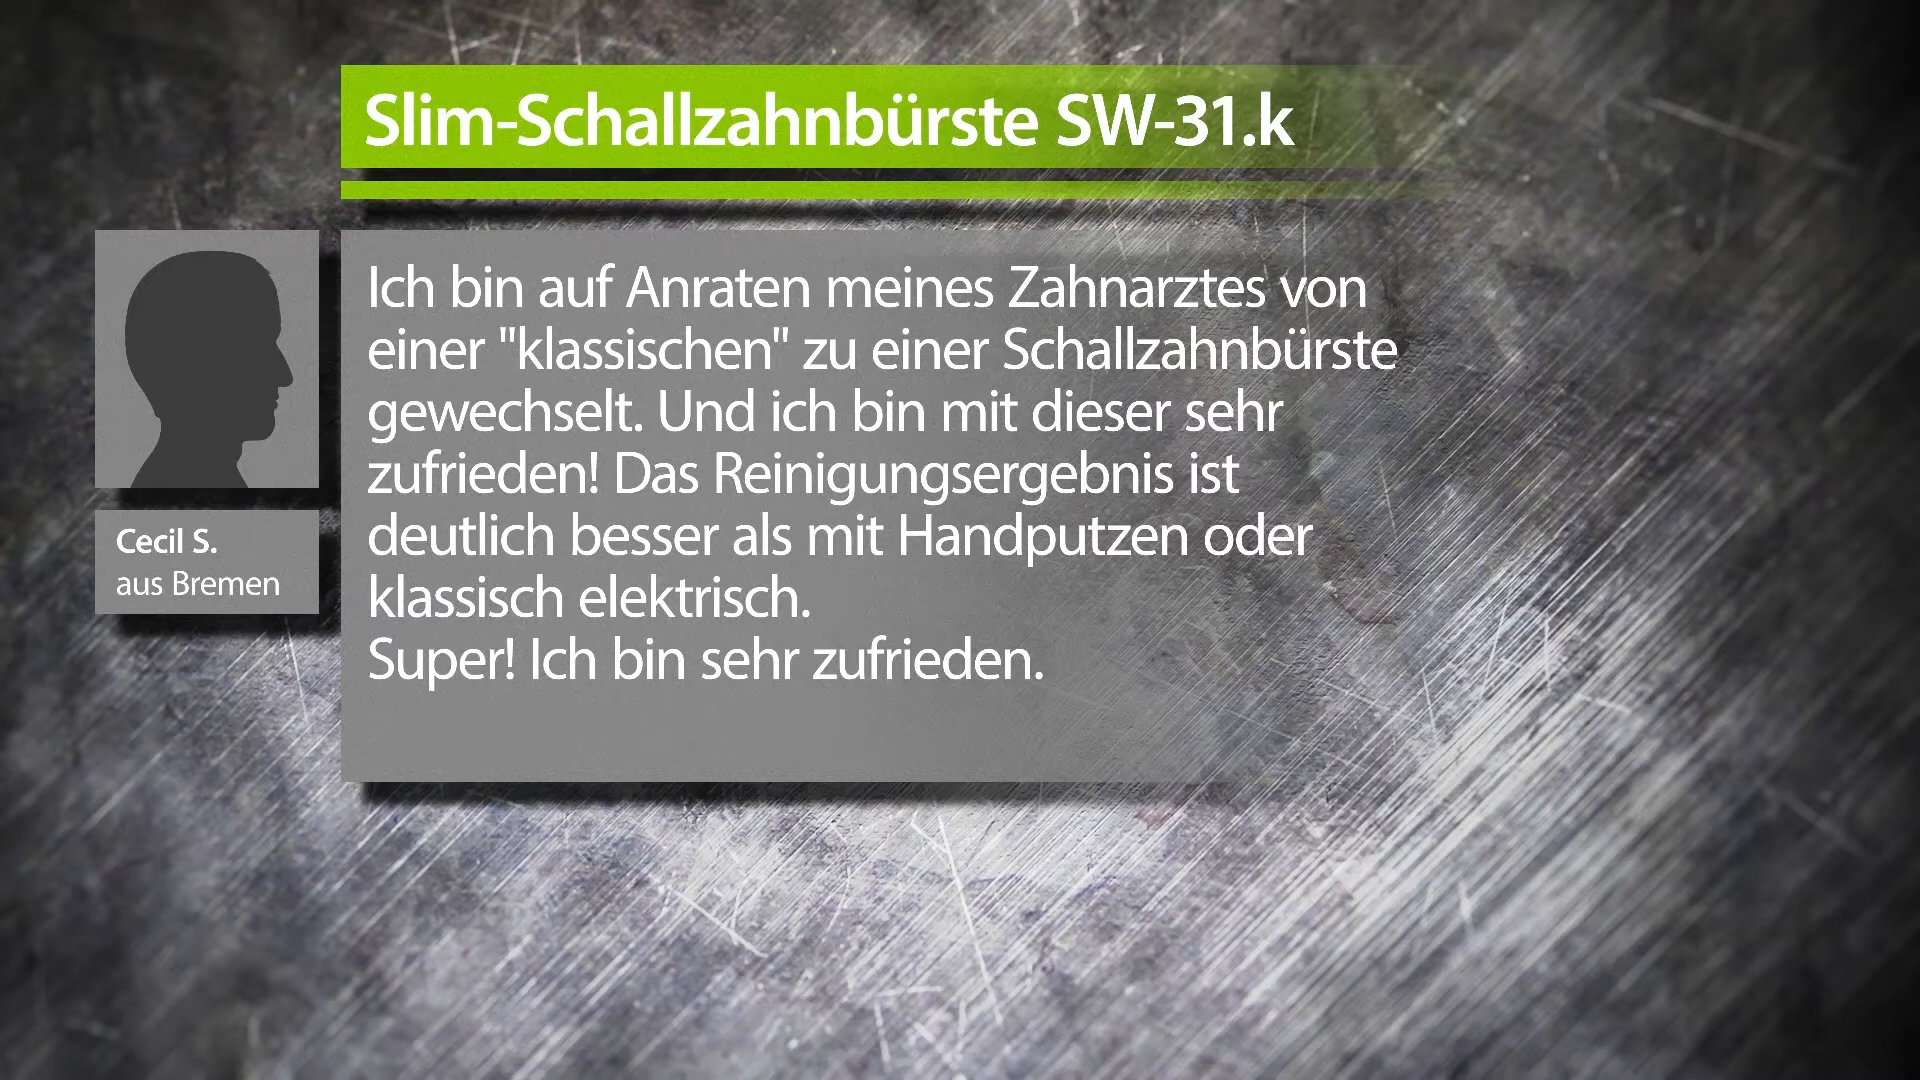 Slim-Schallzahnbürste SW-31.k
Ich bin auf Anraten meines Zahnarztes von
einer "klassischen" zu einer Schallzahnbürste
gewechselt. Und ich bin mit dieser sehr
zufrieden! Das Reinigungsergebnis ist
deutlich besser als mit Handputzen oder
klassisch elektrisch.
Super! Ich bin sehr zufrieden.
Cecil S.
aus Bremen